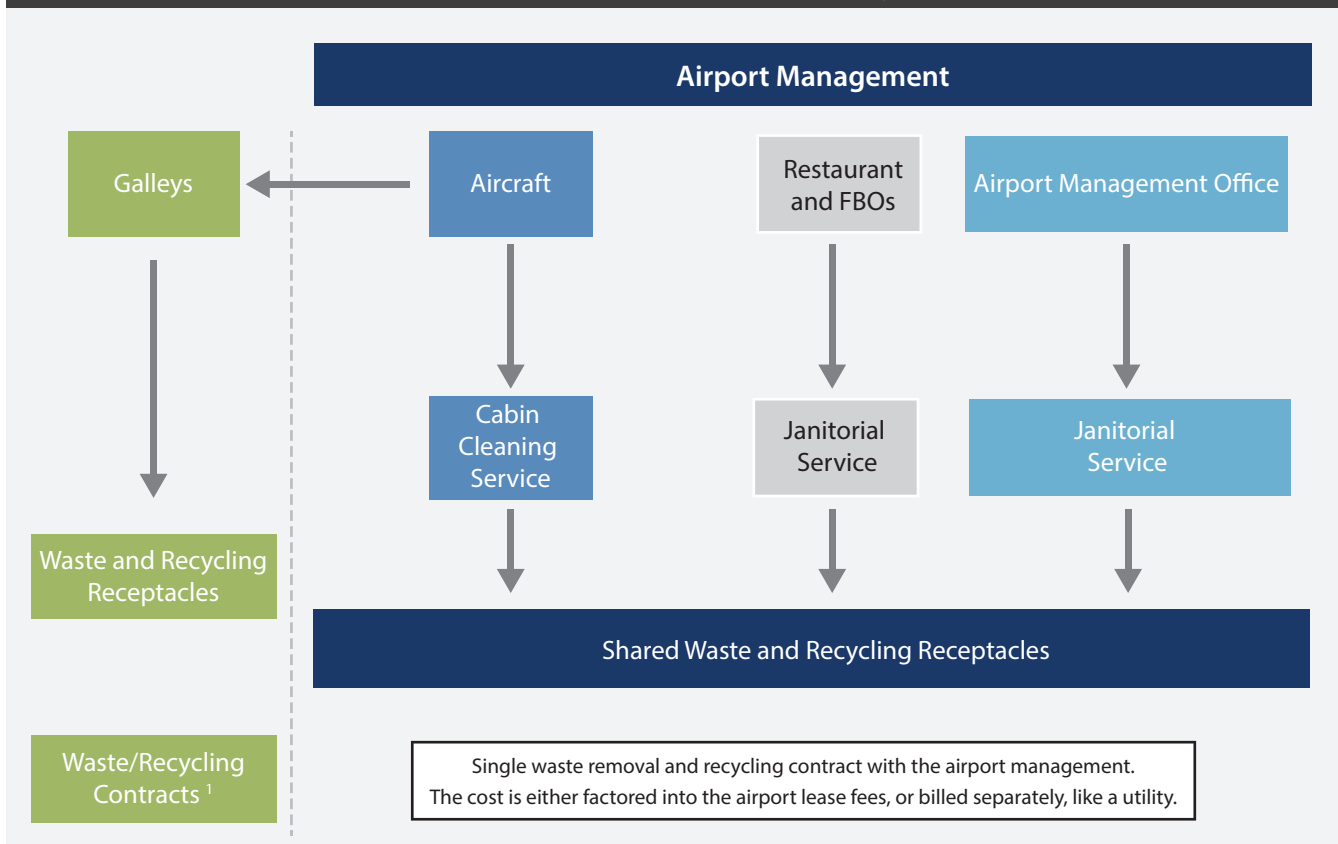 Airport Management
Galleys
Aircraft
Restaurant
and FBOs
Airport Management Office
Cabin
Cleaning
Service
Janitorial
Service
Janitorial
Service
Waste and Recycling
Receptacles
Shared Waste and Recycling Receptacles
Waste/Recycling
Contracts ¹
Single waste removal and recycling contract with the airport management.
The cost is either factored into the airport lease fees, or billed separately, like a utility.